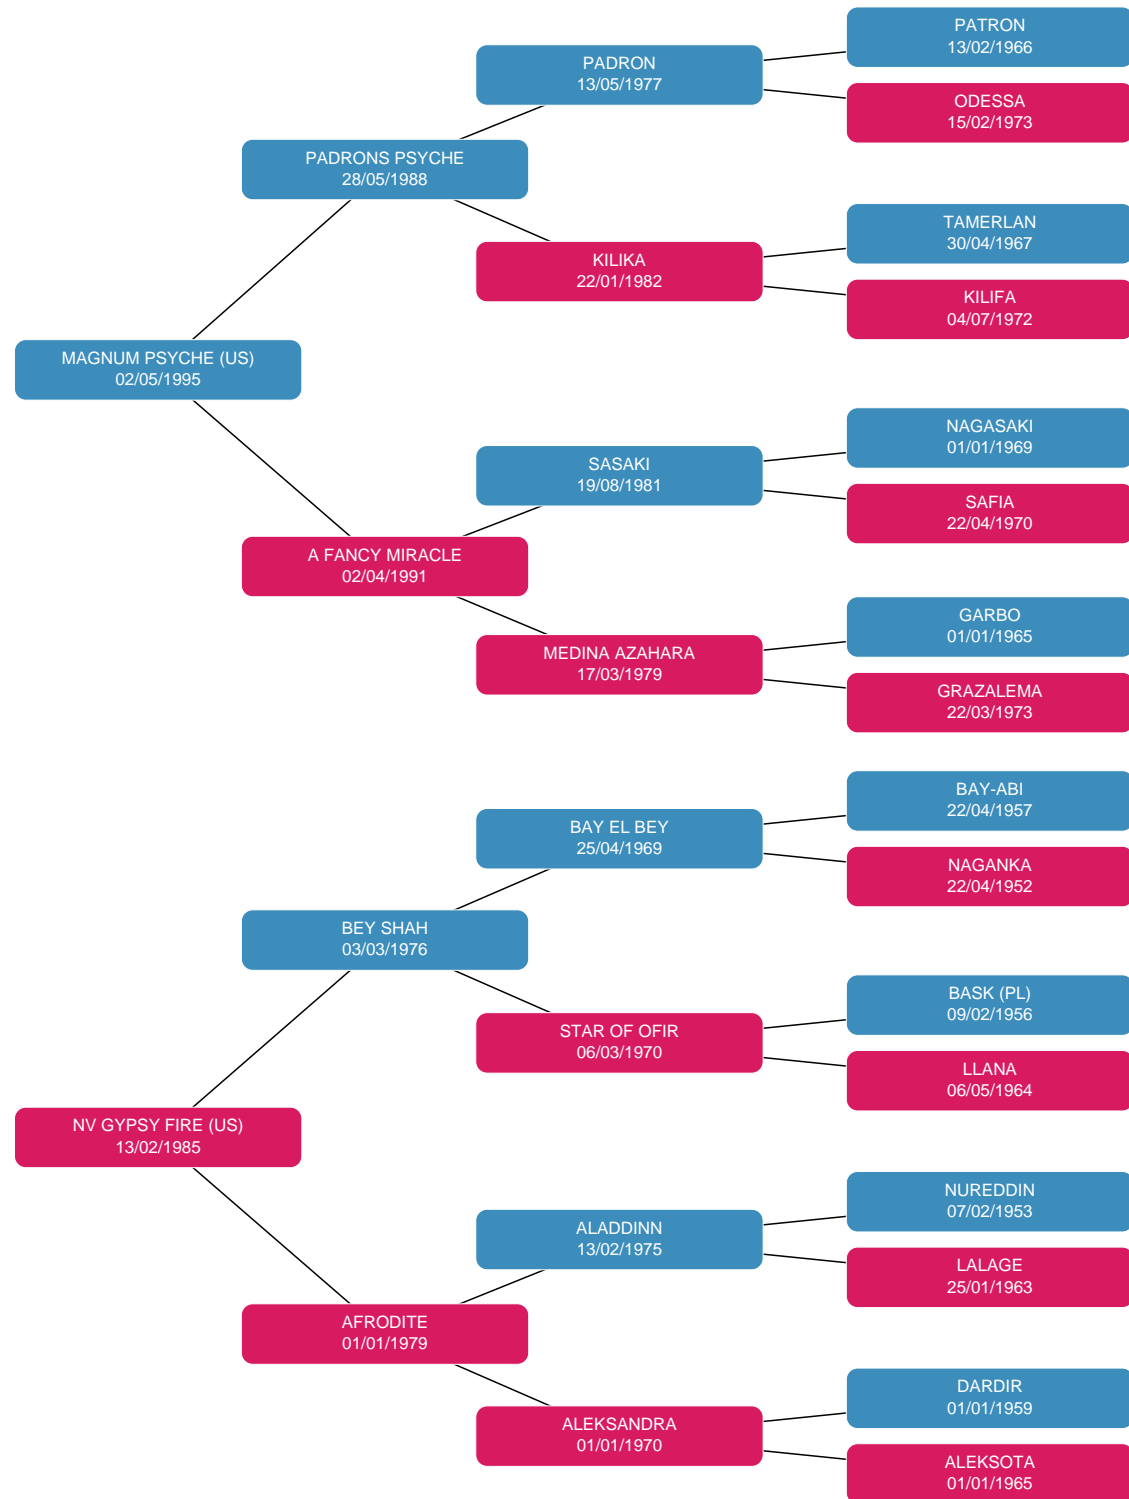 PATRON
13/02/1966
PADRON
13/05/1977
ODESSA
15/02/1973
PADRONS PSYCHE
28/05/1988
TAMERLAN
30/04/1967
KILIKA
22/01/1982
KILIFA
04/07/1972
MAGNUM PSYCHE (US)
02/05/1995
NAGASAKI
01/01/1969
SASAKI
19/08/1981
SAFIA
22/04/1970
A FANCY MIRACLE
02/04/1991
GARBO
01/01/1965
MEDINA AZAHARA
17/03/1979
GRAZALEMA
22/03/1973
BAY-ABI
22/04/1957
BAY EL BEY
25/04/1969
NAGANKA
22/04/1952
BEY SHAH
03/03/1976
BASK (PL)
09/02/1956
STAR OF OFIR
06/03/1970
LLANA
06/05/1964
NV GYPSY FIRE (US)
13/02/1985
NUREDDIN
07/02/1953
ALADDINN
13/02/1975
LALAGE
25/01/1963
AFRODITE
01/01/1979
DARDIR
01/01/1959
ALEKSANDRA
01/01/1970
ALEKSOTA
01/01/1965